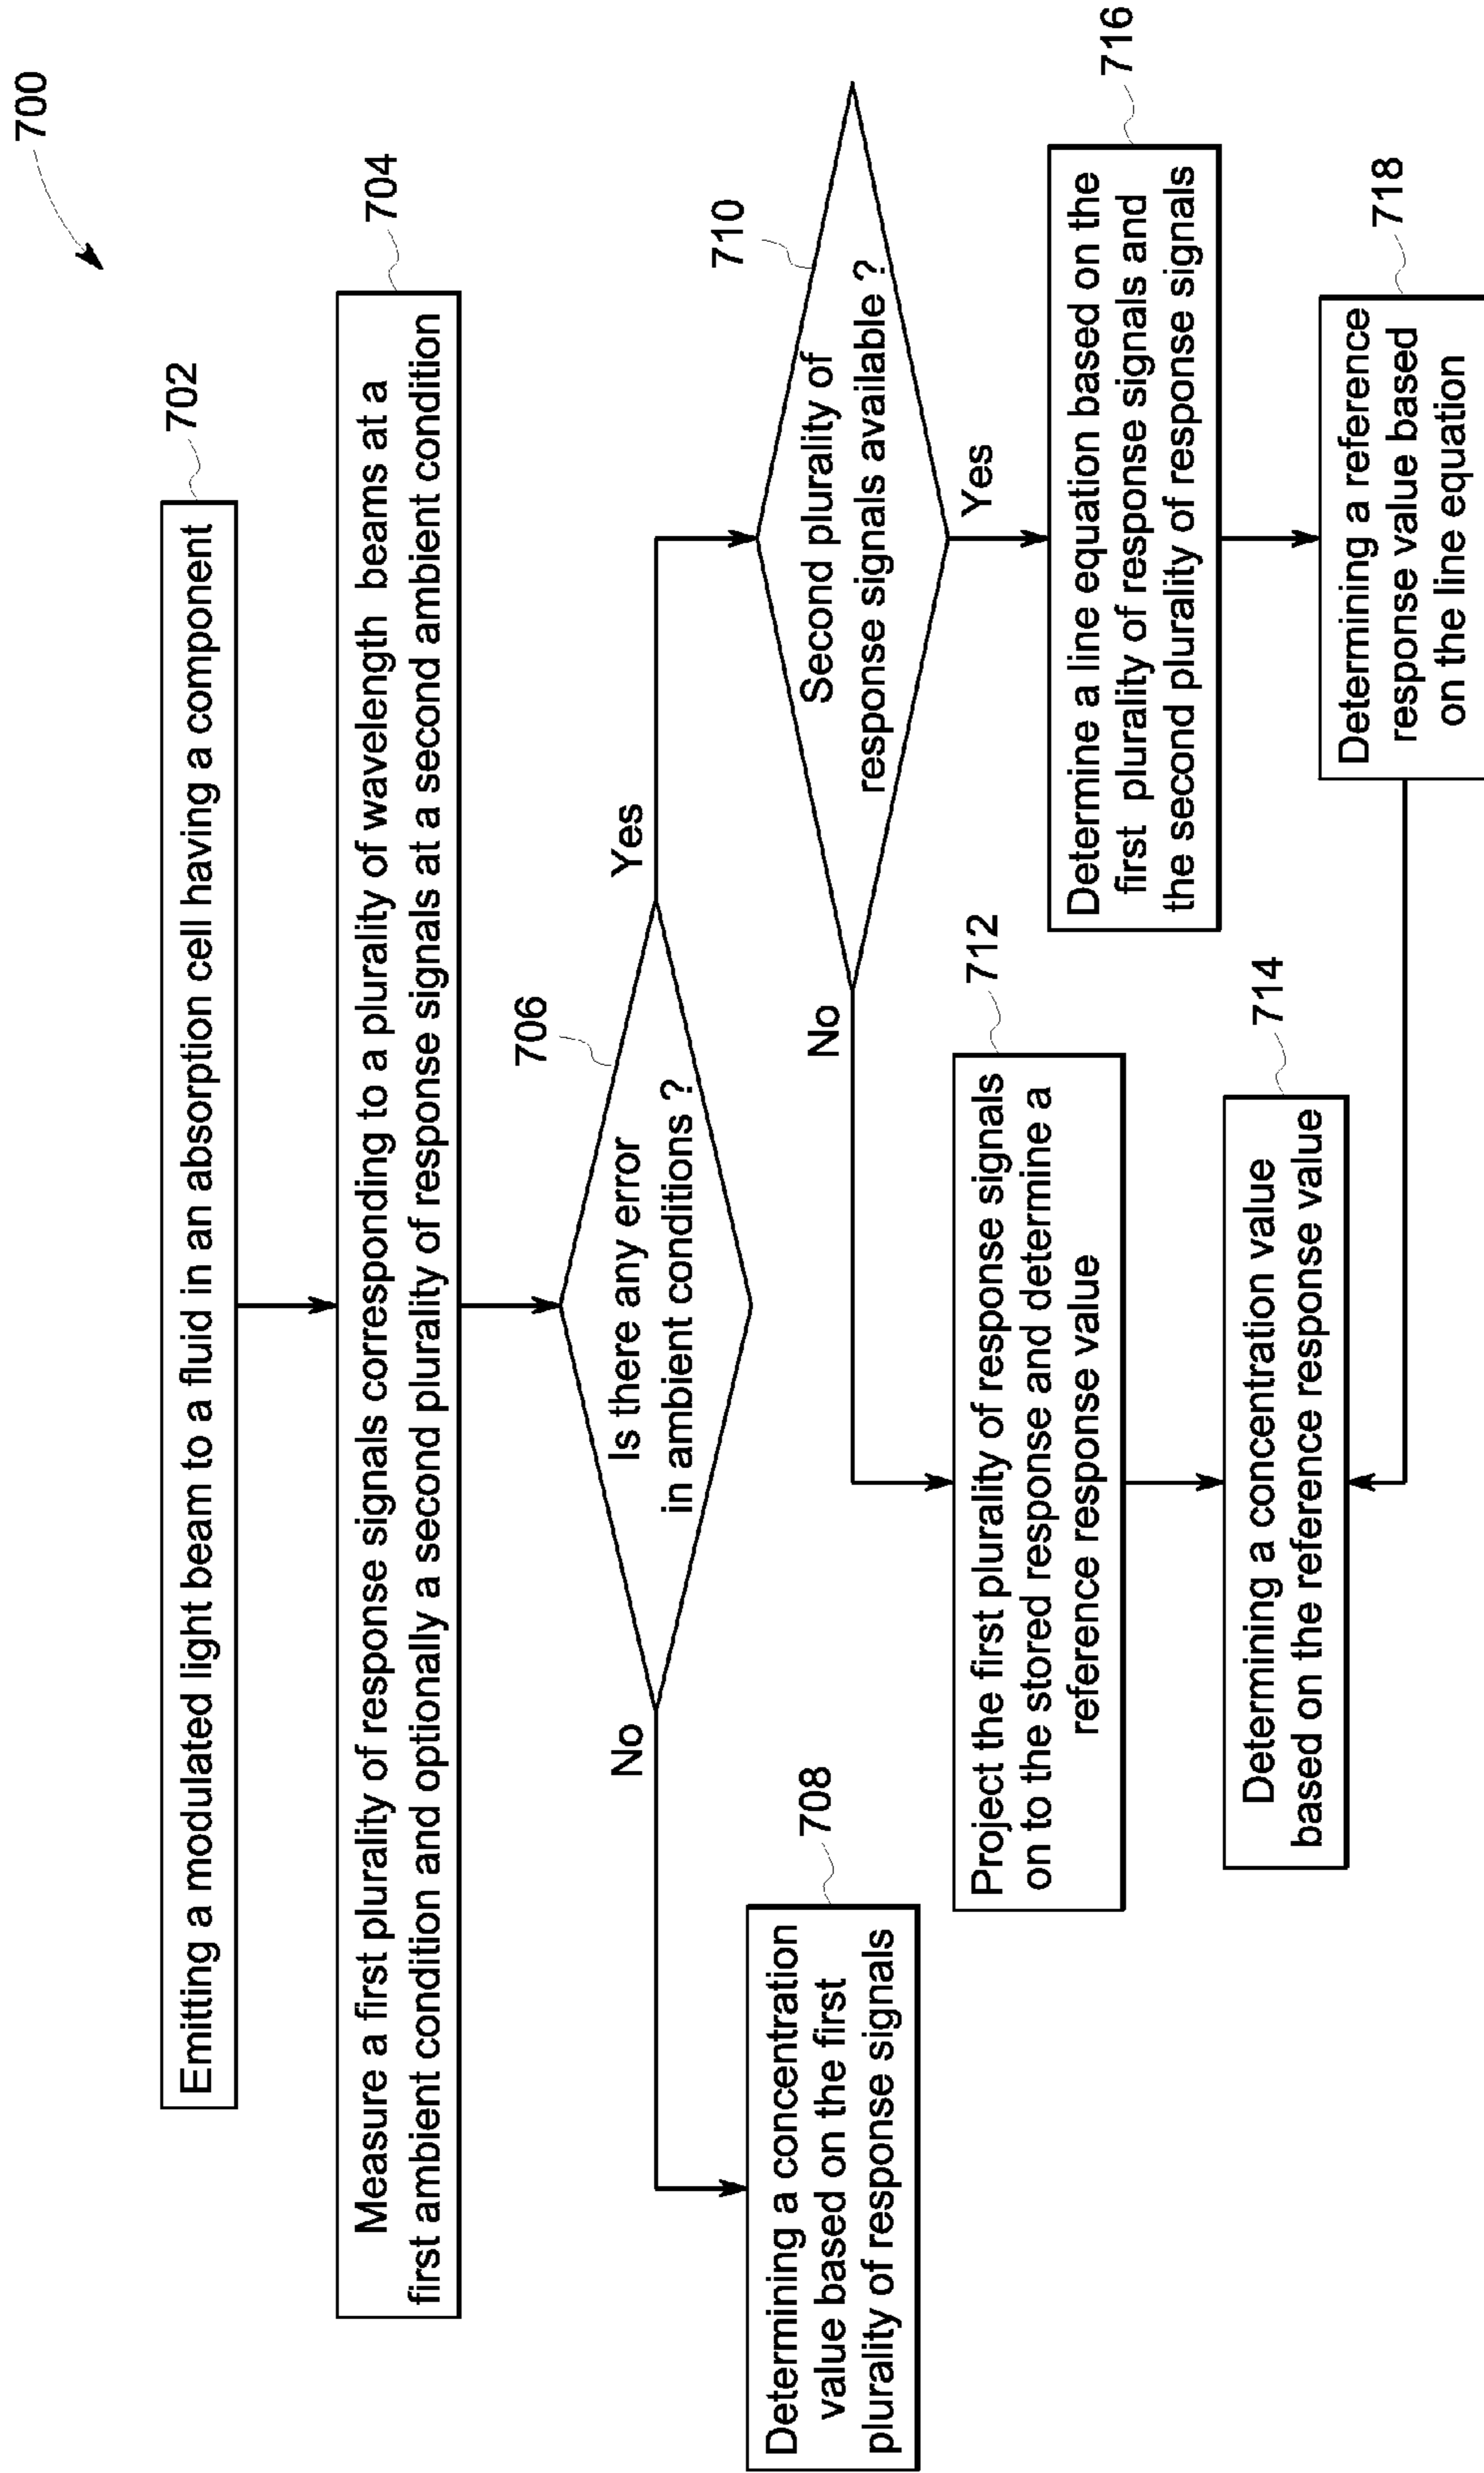 700
702
Emitting a modulated light beam to a fluid in an absorption cell having a component
704
Measure a first plurality of response signals corresponding to a plurality of wavelength beams at a
first ambient condition and optionally a second plurality of response signals at a second ambient condition
706
Is there any error
in ambient conditions ?
No
Yes
708
Determining a concentration
value based on the first
plurality of response signals
710
Second plurality of
response signals available ?
No
Yes
712
Project the first plurality of response signals
on to the stored response and determine a
reference response value
716
Determine a line equation based on the
first plurality of response signals and
the second plurality of response signals
714
Determining a concentration value
based on the reference response value
718
Determining a reference
response value based
on the line equation